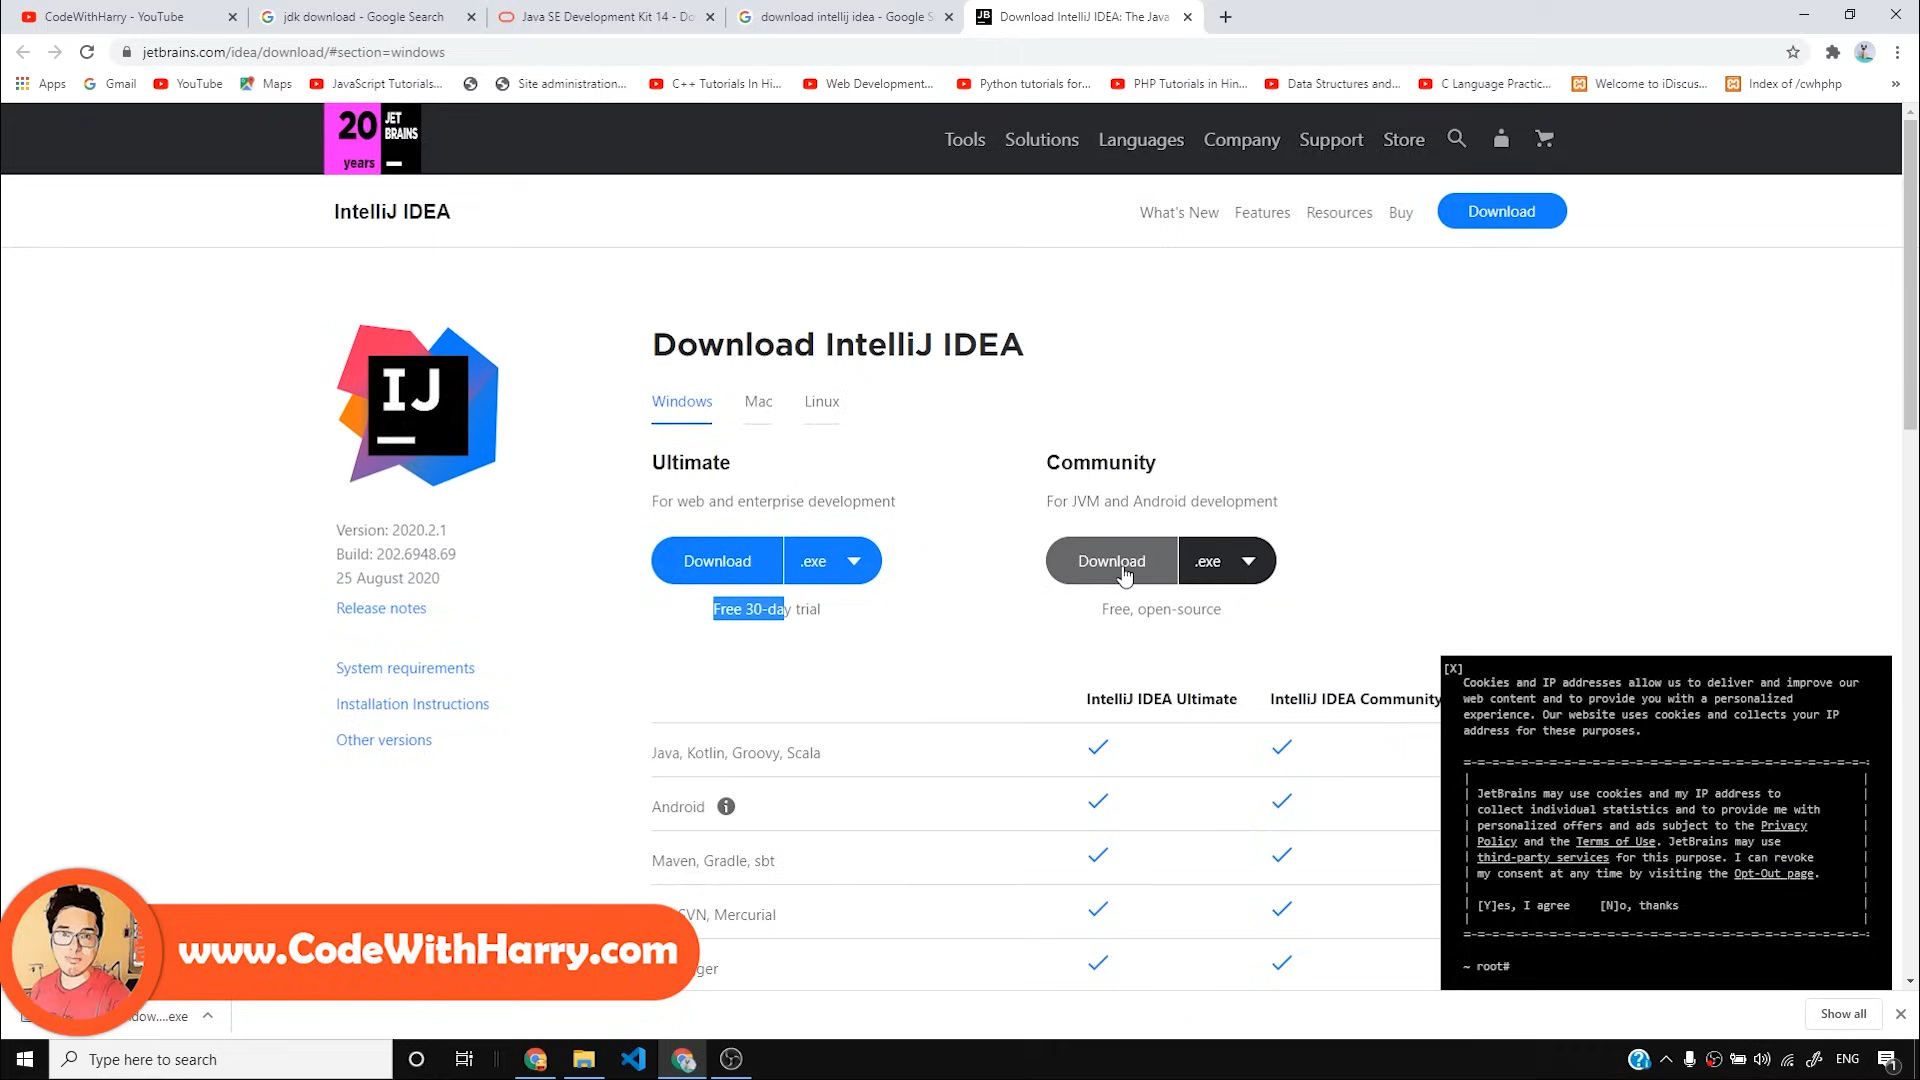 CodeWithHarry - YouTube
jdk download - Google Search
Java SE Development Kit 14 - Do
download intellij idea - Google S
JB Download IntelliJ IDEA: The Java
jetbrains.com/idea/download/#section=windows
Apps
Gmail
YouTube
Maps
JavaScript Tutorials...
Site administration...
C++ Tutorials In Hi...
Web Development...
Python tutorials for...
PHP Tutorials in Hin...
Data Structures and...
C Language Practic...
Welcome to iDiscus...
Index of /cwhphp
»
20 years
JET BRAINS
Tools
Solutions
Languages
Company
Support
Store
IntelliJ IDEA
What's New
Features
Resources
Buy
Download
IJ
Version: 2020.2.1
Build: 202.6948.69
25 August 2020
Release notes
System requirements
Installation Instructions
Other versions
Download IntelliJ IDEA
Windows
Mac
Linux
Ultimate
For web and enterprise development
Download
.exe
Free 30-day trial
Community
For JVM and Android development
Download
.exe
Free, open-source
IntelliJ IDEA Ultimate
IntelliJ IDEA Community
Java, Kotlin, Groovy, Scala
Android
Maven, Gradle, sbt
SVN, Mercurial
ger
[X]
Cookies and IP addresses allow us to deliver and improve our
web content and to provide you with a personalized
experience. Our website uses cookies and collects your IP
address for these purposes.
JetBrains may use cookies and my IP address to
collect individual statistics and to provide me with
personalized offers and ads subject to the Privacy
Policy and the Terms of Use. JetBrains may use
third-party services for this purpose. I can revoke
my consent at any time by visiting the Opt-Out page.
[Y]es, I agree [N]o, thanks
~ root#
www.CodeWithHarry.com
dow....exe
Show all
Type here to search
ENG
1